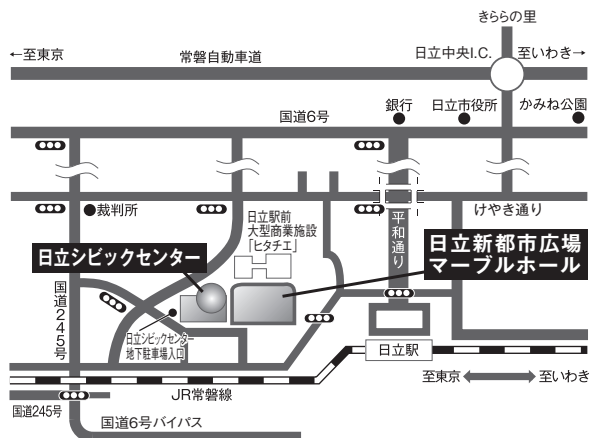 きららの里
←至東京
常磐自動車道
日立中央I.C.
至いわき→
国道6号
銀行
日立市役所
かみね公園
裁判所
けやき通り
日立駅前
大型商業施設
「ヒタチエ」
平和通り
日立シビックセンター
日立新都市広場
マーブルホール
国道245号
日立シビックセンター
地下駐車場入口
日立駅
JR常磐線
至東京
至いわき
国道245号
国道6号バイパス